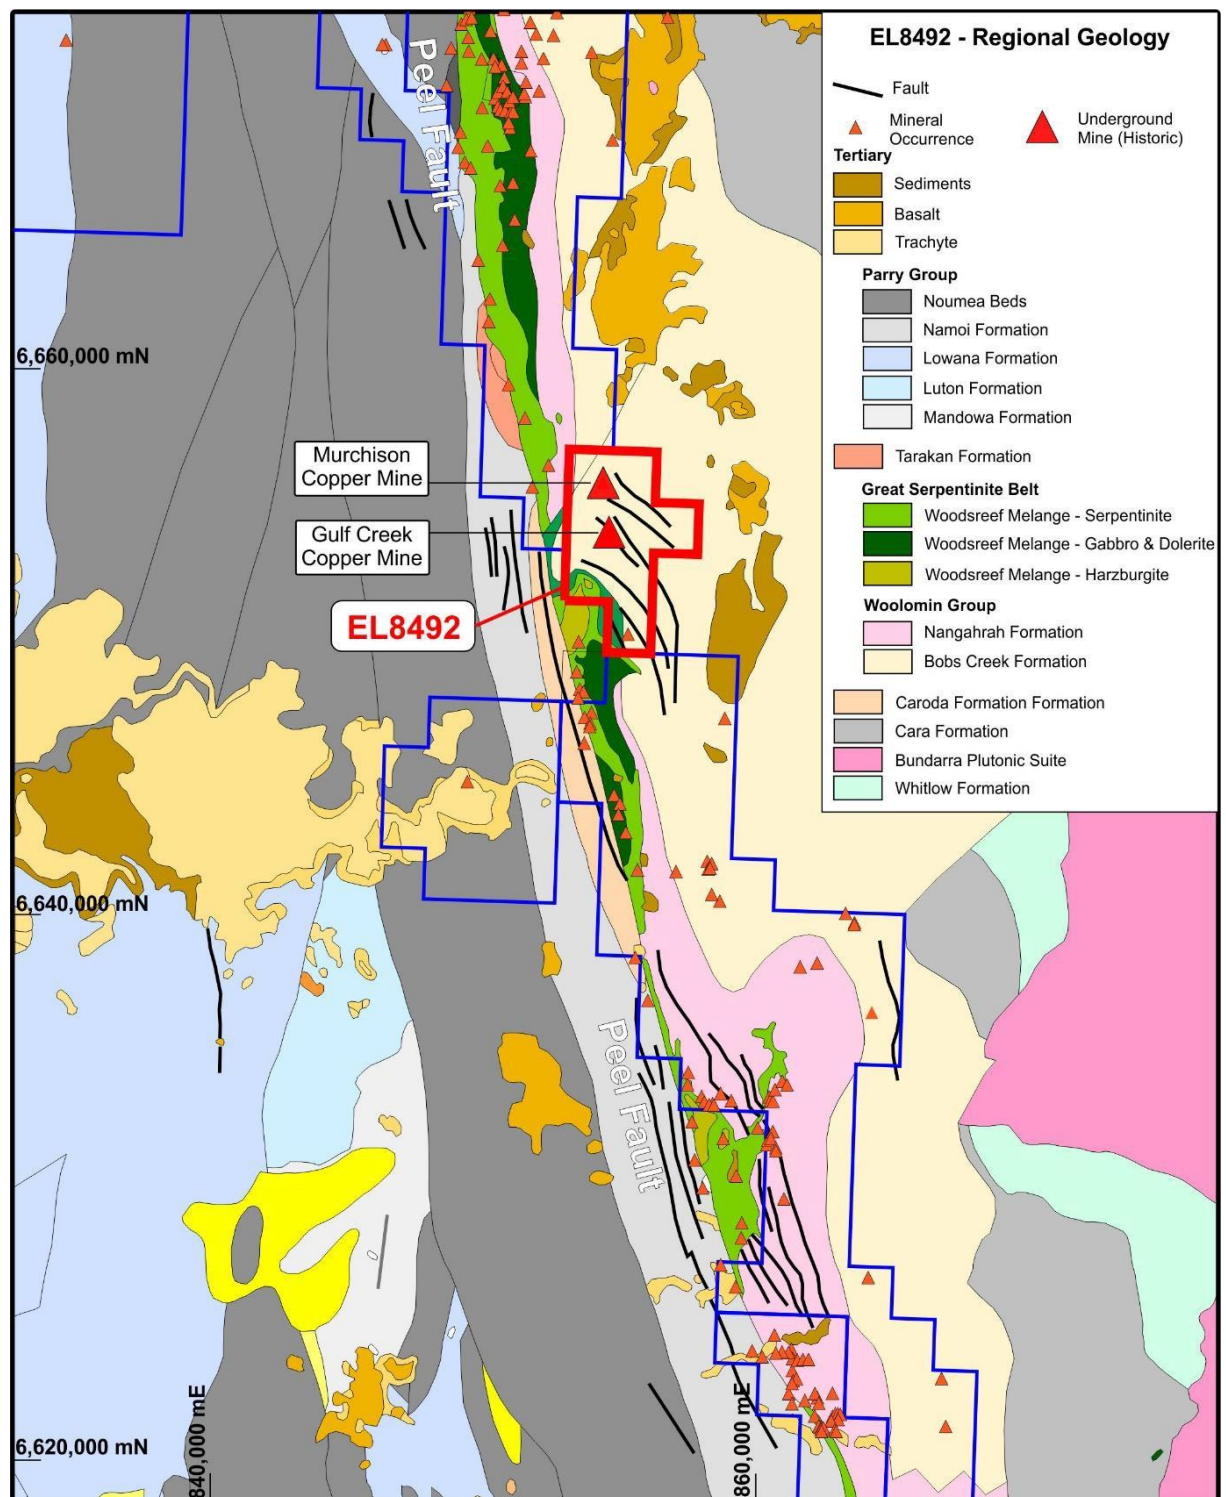 EL8492 - Regional Geology
Fault
Mineral
Occurrence
Underground
Mine (Historic)
Tertiary
Sediments
Basalt
Trachyte
Parry Group
Noumea Beds
Namoi Formation
Lowana Formation
Luton Formation
Mandowa Formation
Tarakan Formation
Great Serpentinite Belt
Woodsreef Melange - Serpentinite
Woodsreef Melange - Gabbro & Dolerite
Woodsreef Melange - Harzburgite
Woolomin Group
Nangahrah Formation
Bobs Creek Formation
Caroda Formation Formation
Cara Formation
Bundarra Plutonic Suite
Whitlow Formation
Peel Fault
6,660,000 mN
Murchison
Copper Mine
Gulf Creek
Copper Mine
EL8492
6,640,000 mN
Peel Fault
6,620,000 mN
840,000 mE
860,000 mE